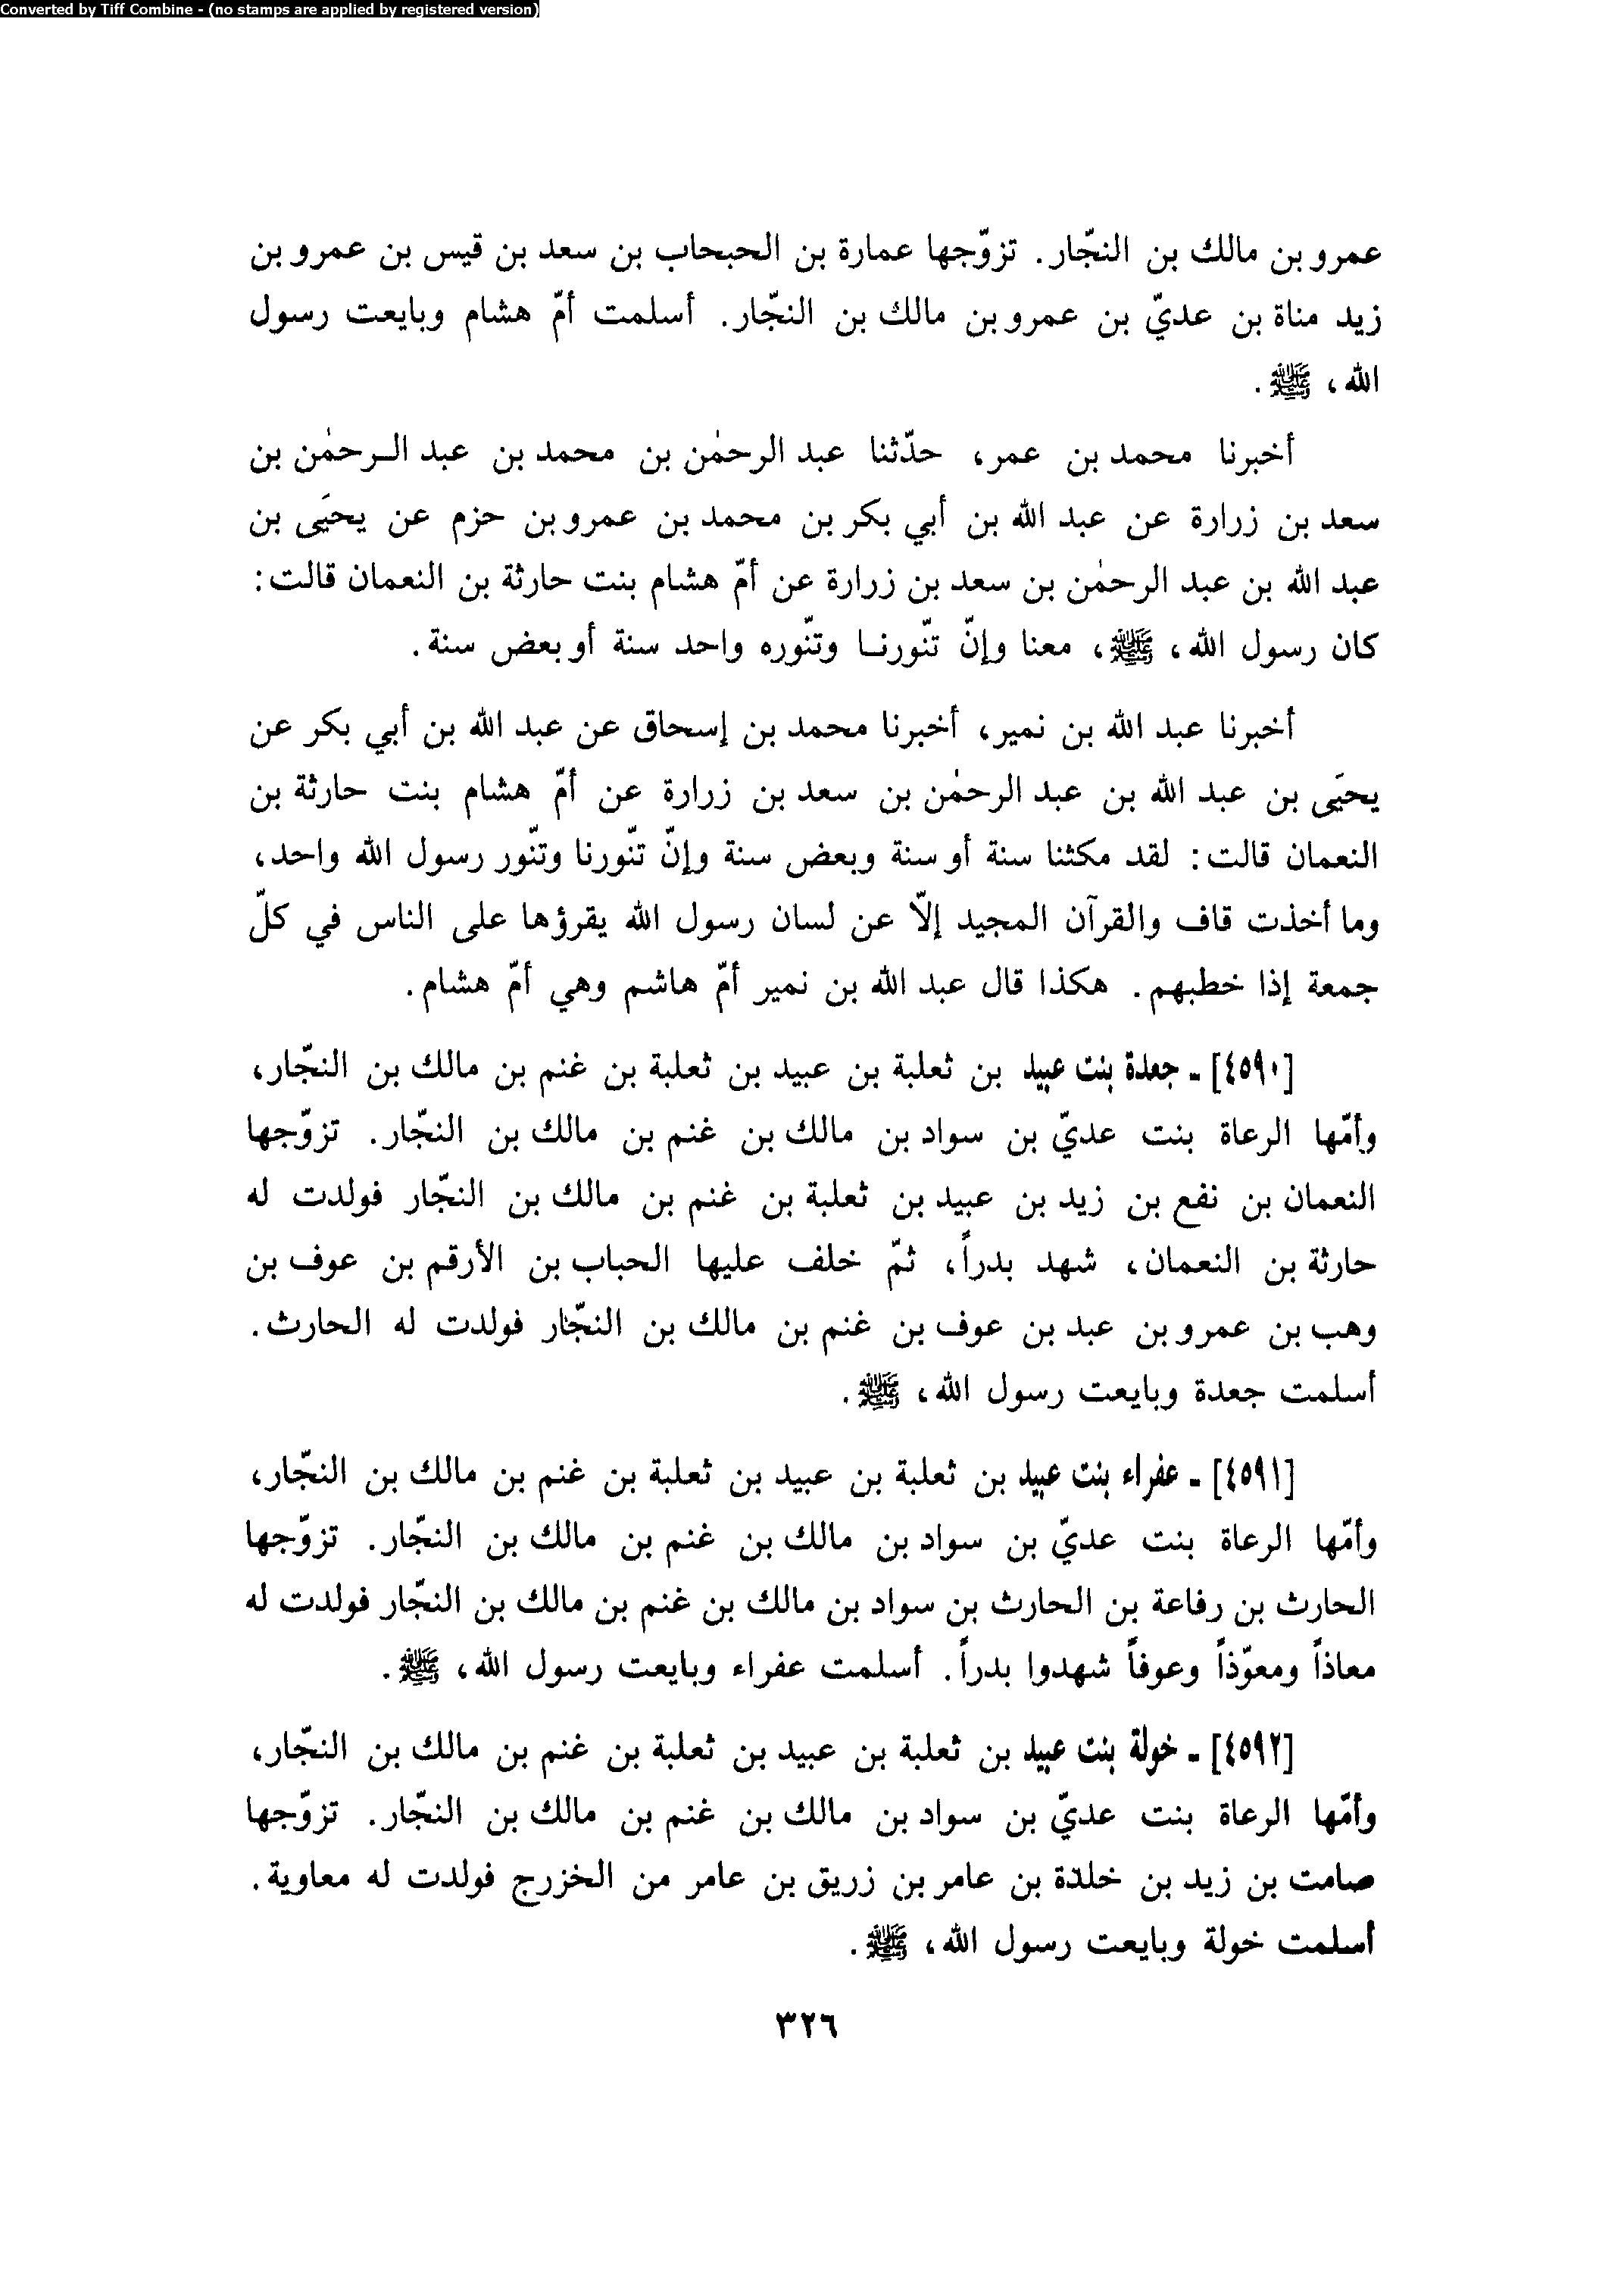 Converted by Tiff Combine - (no stamps are applied by registered version)
عمرو بن مالك بن النجّار. تزوّجها عمارة بن الحبحاب بن سعد بن قيس بن عمرو بن
زيد مناة بن عديّ بن عمرو بن مالك بن النجّار. أسلمت أمّ هشام وبايعت رسول
الله، ﷺ.
أخبرنا محمد بن عمر، حدّثنا عبد الرحمٰن بن محمد بن عبد الرحمٰن بن
سعد بن زرارة عن عبد الله بن أبي بكر بن محمد بن عمرو بن حزم عن يحيَى بن
عبد الله بن عبد الرحمٰن بن سعد بن زرارة عن أمّ هشام بنت حارثة بن النعمان قالت:
كان رسول الله، ﷺ، معنا وإنّ تنّورنا وتنّوره واحد سنة أو بعض سنة.
أخبرنا عبد الله بن نمير، أخبرنا محمد بن إسحاق عن عبد الله بن أبي بكر عن
يحيَى بن عبد الله بن عبد الرحمٰن بن سعد بن زرارة عن أمّ هشام بنت حارثة بن
النعمان قالت: لقد مكثنا سنة أو سنة وبعض سنة وإنّ تنّورنا وتنّور رسول الله واحد،
وما أخذت قاف والقرآن المجيد إلاّ عن لسان رسول الله يقرؤها على الناس في كلّ
جمعة إذا خطبهم. هكذا قال عبد الله بن نمير أمّ هاشم وهي أمّ هشام.
[٤٥٩٠] ـ جعدة بنت عبيد بن ثعلبة بن عبيد بن ثعلبة بن غنم بن مالك بن النجّار،
وأمّها الرعاة بنت عديّ بن سواد بن مالك بن غنم بن مالك بن النجّار. تزوّجها
النعمان بن نفع بن زيد بن عبيد بن ثعلبة بن غنم بن مالك بن النجّار فولدت له
حارثة بن النعمان، شهد بدراً، ثمّ خلف عليها الحباب بن الأرقم بن عوف بن
وهب بن عمرو بن عبد بن عوف بن غنم بن مالك بن النجّار فولدت له الحارث.
أسلمت جعدة وبايعت رسول الله، ﷺ.
[٤٥٩١] ـ عفراء بنت عبيد بن ثعلبة بن عبيد بن ثعلبة بن غنم بن مالك بن النجّار،
وأمّها الرعاة بنت عديّ بن سواد بن مالك بن غنم بن مالك بن النجّار. تزوّجها
الحارث بن رفاعة بن الحارث بن سواد بن مالك بن غنم بن مالك بن النجّار فولدت له
معاذاً ومعوّذاً وعوفاً شهدوا بدراً. أسلمت عفراء وبايعت رسول الله، ﷺ.
[٤٥٩٢] ـ خولة بنت عبيد بن ثعلبة بن عبيد بن ثعلبة بن غنم بن مالك بن النجّار،
وأمّها الرعاة بنت عديّ بن سواد بن مالك بن غنم بن مالك بن النجّار. تزوّجها
صامت بن زيد بن خلدة بن عامر بن زريق بن عامر من الخزرج فولدت له معاوية.
أسلمت خولة وبايعت رسول الله، ﷺ.
٣٢٦